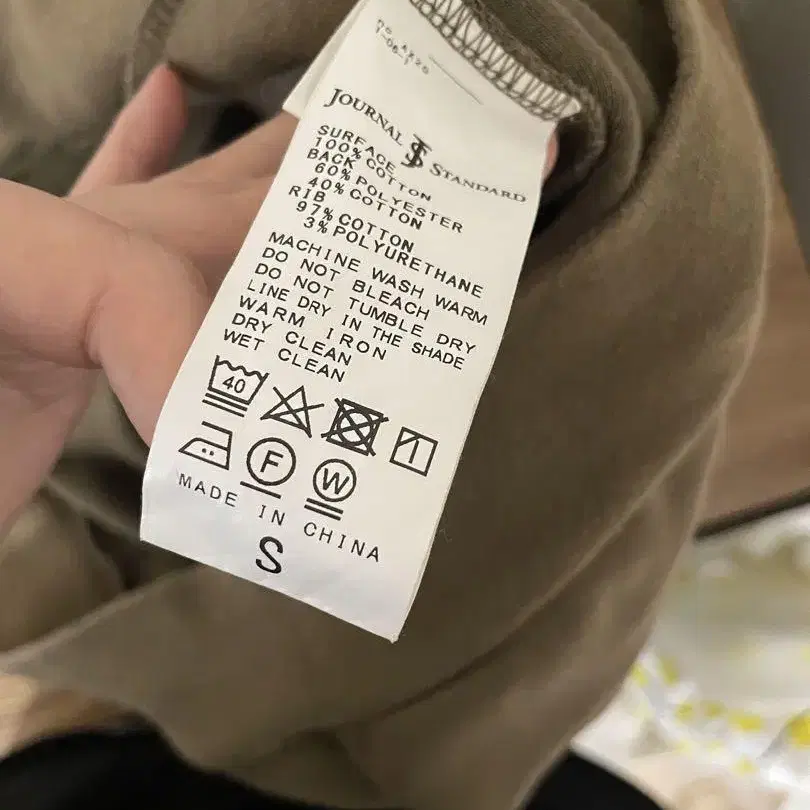 JOURNAL JS STANDARD
SURFACE
100% COTTON
BACK
60% POLYESTER
40% COTTON
RIB
97% COTTON
3% POLYURETHANE
MACHINE WASH WARM
DO NOT BLEACH
DO NOT TUMBLE DRY
LINE DRY IN THE SHADE
WARM IRON
DRY CLEAN
WET CLEAN
40
F W
MADE IN CHINA
S